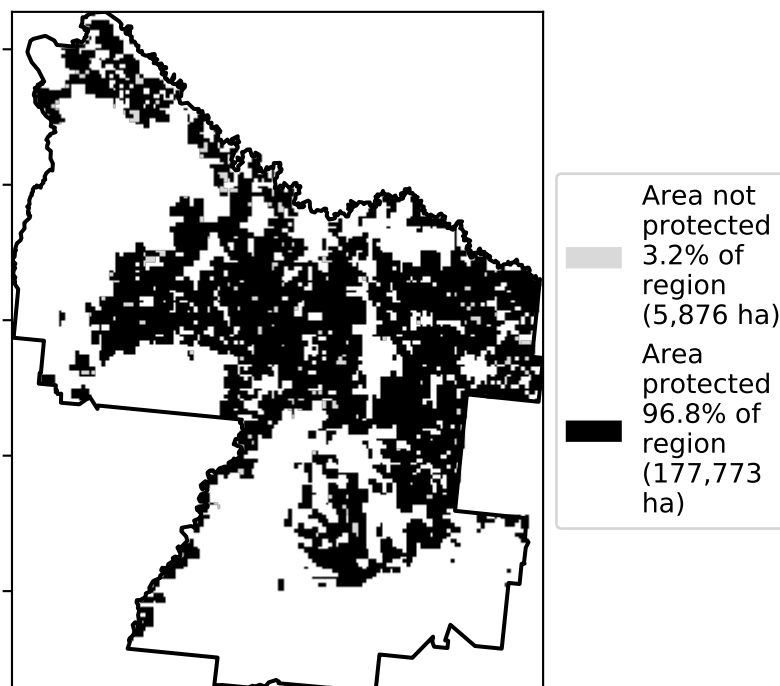 Area not
protected
3.2% of
region
(5,876 ha)
Area
protected
96.8% of
region
(177,773
ha)